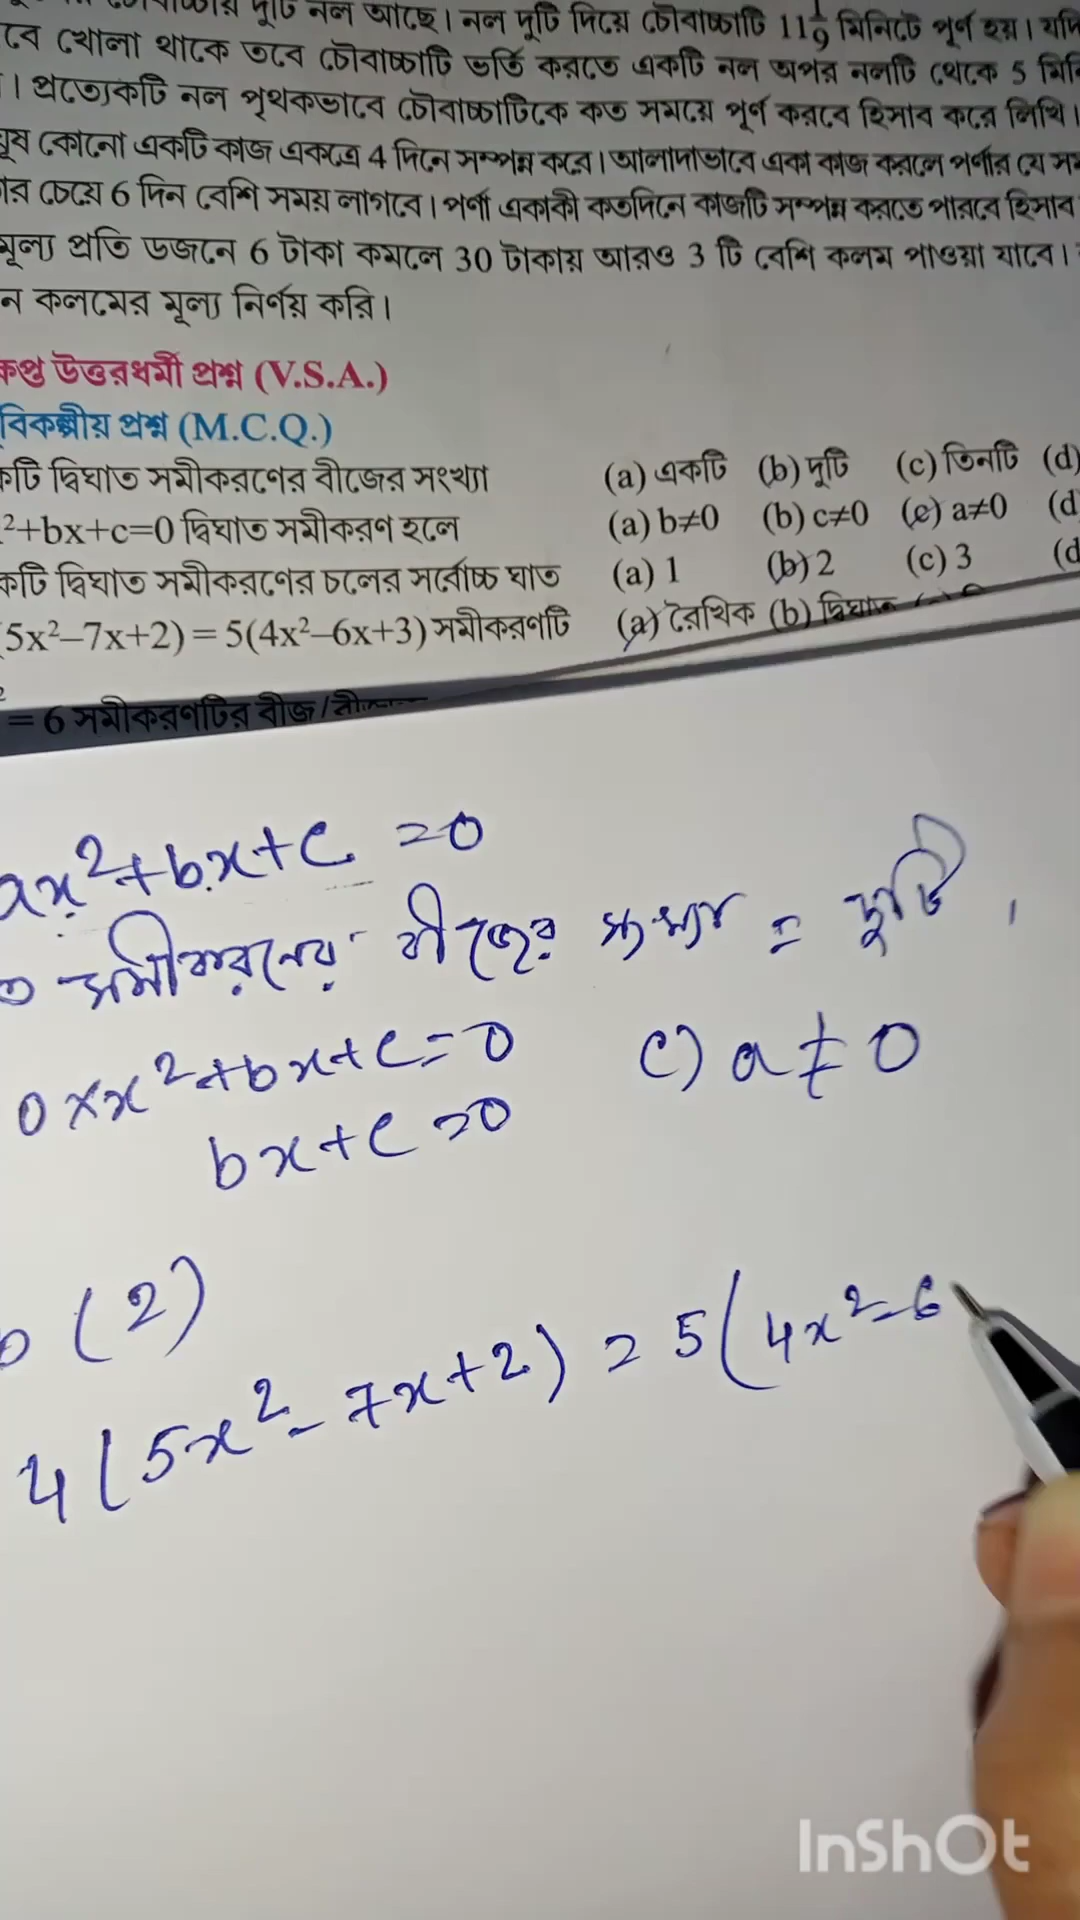 দুটি নল আছে। নল দুটি দিয়ে চৌবাচ্চাটি 11 1/9 মিনিটে পূর্ণ হয়। যদি
বে খোলা থাকে তবে চৌবাচ্চাটি ভর্তি করতে একটি নল অপর নলটি থেকে 5 মিনি
। প্রত্যেকটি নল পৃথকভাবে চৌবাচ্চাটিকে কত সময়ে পূর্ণ করবে হিসাব করে লিখি।
যূষ কোনো একটি কাজ একত্রে 4 দিনে সম্পন্ন করে। আলাদাভাবে একা কাজ করলে পর্ণার যে সম
তার চেয়ে 6 দিন বেশি সময় লাগবে। পর্ণা একাকী কতদিনে কাজটি সম্পন্ন করতে পারবে হিসাব
মূল্য প্রতি ডজনে 6 টাকা কমলে 30 টাকায় আরও 3 টি বেশি কলম পাওয়া যাবে।
ন কলমের মূল্য নির্ণয় করি।
উত্তরধর্মী প্রশ্ন (V.S.A.)
বিকল্পীয় প্রশ্ন (M.C.Q.)
কটি দ্বিঘাত সমীকরণের বীজের সংখ্যা (a) একটি (b) দুটি (c) তিনটি (d)
²+bx+c=0 দ্বিঘাত সমীকরণ হলে (a) b≠0 (b) c≠0 (c) a≠0 (d
কটি দ্বিঘাত সমীকরণের চলের সর্বোচ্চ ঘাত (a) 1 (b) 2 (c) 3 (d
(5x²–7x+2) = 5(4x²–6x+3) সমীকরণটি (a) রৈখিক (b) দ্বিঘাত
= 6 সমীকরণটির বীজ/
ax²+bx+c =0
সমীকরনের বীজের সংখ্যা = দুটি।
0×x²+bx+c=0 c) a≠0
bx+c=0
b (2)
4(5x²-7x+2) = 5(4x²-6
InShOt